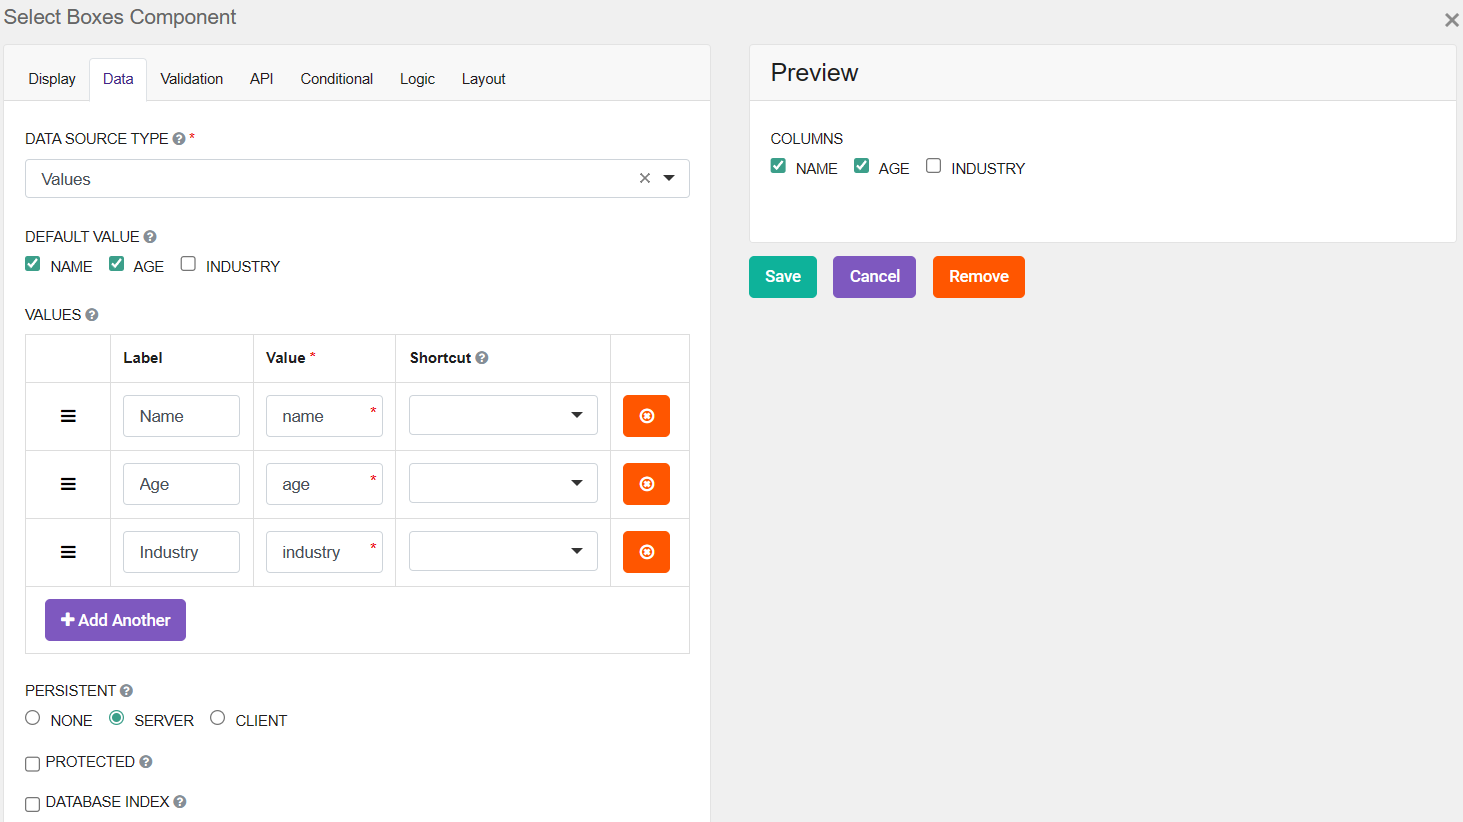 Select Boxes Component
Display Data Validation API Conditional Logic Layout
DATA SOURCE TYPE *
Values
DEFAULT VALUE
NAME AGE INDUSTRY
VALUES
Label Value * Shortcut
Name name *
Age age *
Industry industry *
Add Another
PERSISTENT
NONE SERVER CLIENT
PROTECTED
DATABASE INDEX
Preview
COLUMNS
NAME AGE INDUSTRY
Save Cancel Remove